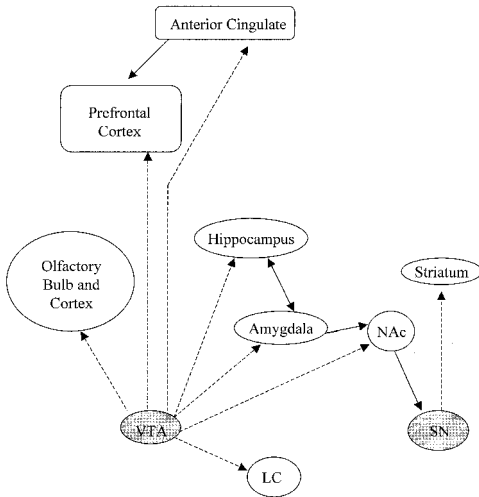 Anterior Cingulate
Prefrontal
Cortex
Hippocampus
Olfactory
Bulb and
Cortex
Striatum
Amygdala
NAc
VTA
SN
LC